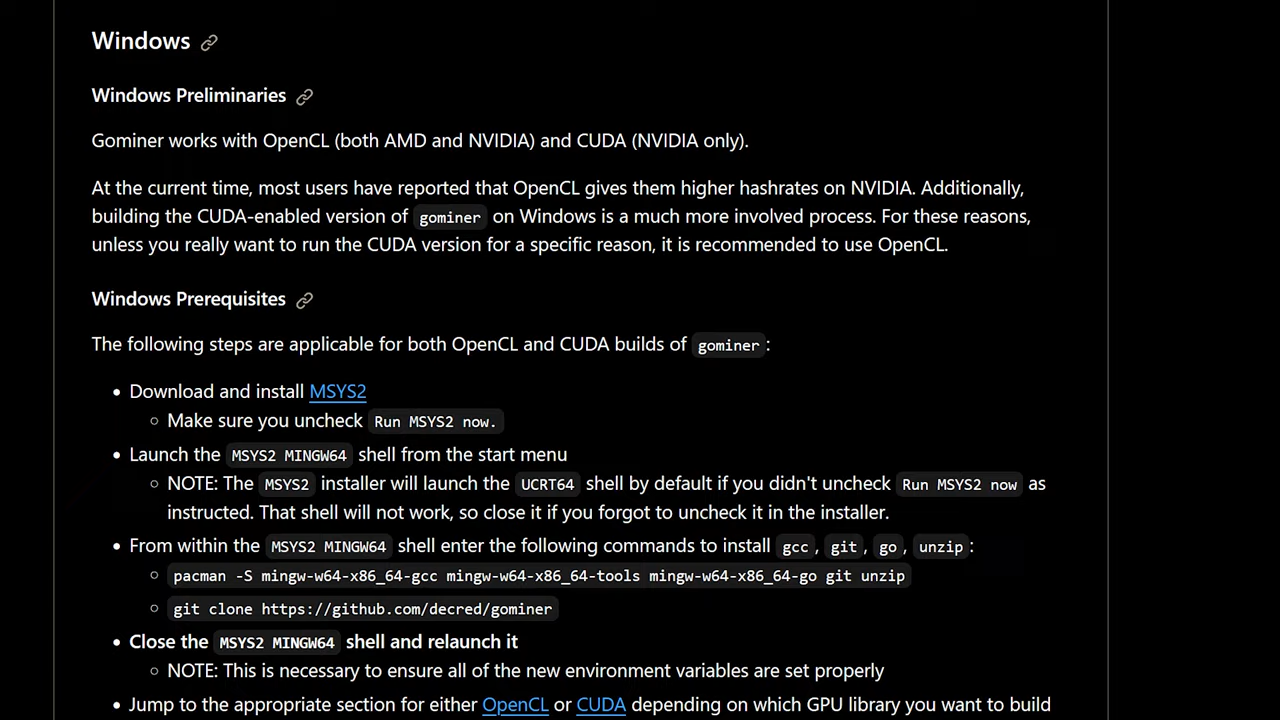 Windows
Windows Preliminaries
Gominer works with OpenCL (both AMD and NVIDIA) and CUDA (NVIDIA only).
At the current time, most users have reported that OpenCL gives them higher hashrates on NVIDIA. Additionally,
building the CUDA-enabled version of gominer on Windows is a much more involved process. For these reasons,
unless you really want to run the CUDA version for a specific reason, it is recommended to use OpenCL.
Windows Prerequisites
The following steps are applicable for both OpenCL and CUDA builds of gominer:
Download and install MSYS2
Make sure you uncheck Run MSYS2 now.
Launch the MSYS2 MINGW64 shell from the start menu
NOTE: The MSYS2 installer will launch the UCRT64 shell by default if you didn't uncheck Run MSYS2 now as
instructed. That shell will not work, so close it if you forgot to uncheck it in the installer.
From within the MSYS2 MINGW64 shell enter the following commands to install gcc, git, go, unzip:
pacman -S mingw-w64-x86_64-gcc mingw-w64-x86_64-tools mingw-w64-x86_64-go git unzip
git clone https://github.com/decred/gominer
Close the MSYS2 MINGW64 shell and relaunch it
NOTE: This is necessary to ensure all of the new environment variables are set properly
Jump to the appropriate section for either OpenCL or CUDA depending on which GPU library you want to build